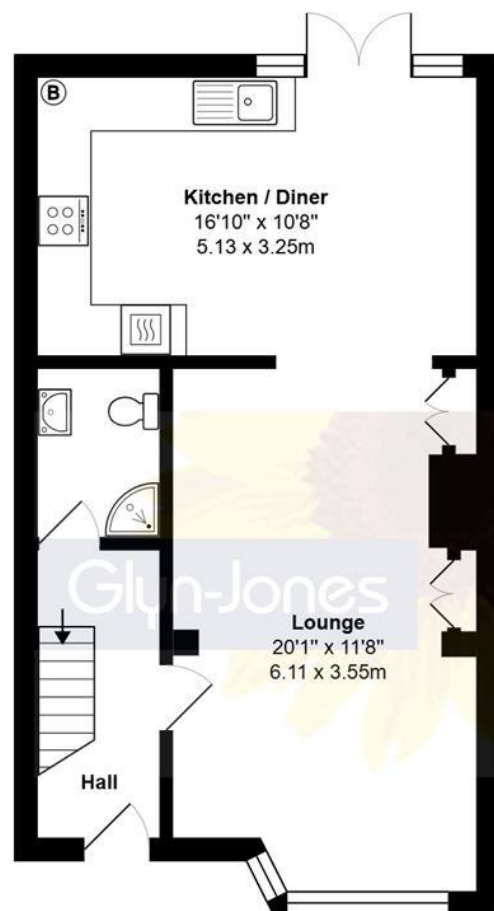 B
Kitchen / Diner
16'10" x 10'8"
5.13 x 3.25m
Glyn-Jones
Lounge
20'1" x 11'8"
6.11 x 3.55m
Hall